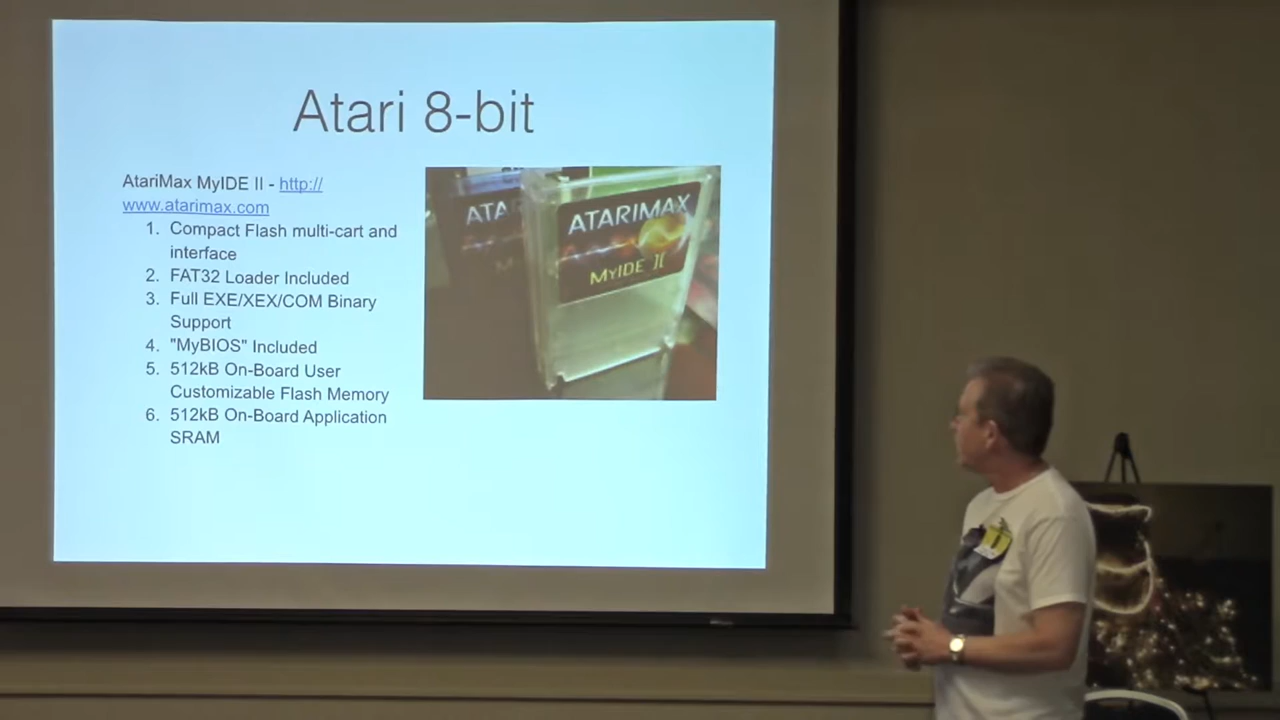 Atari 8-bit
AtariMax MyIDE II - http://
www.atarimax.com
1. Compact Flash multi-cart and
interface
2. FAT32 Loader Included
3. Full EXE/XEX/COM Binary
Support
4. "MyBIOS" Included
5. 512kB On-Board User
Customizable Flash Memory
6. 512kB On-Board Application
SRAM
ATA
ATARIMAX
MYIDE ][